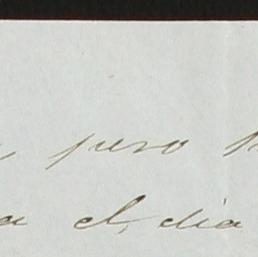 , pero
a el dia